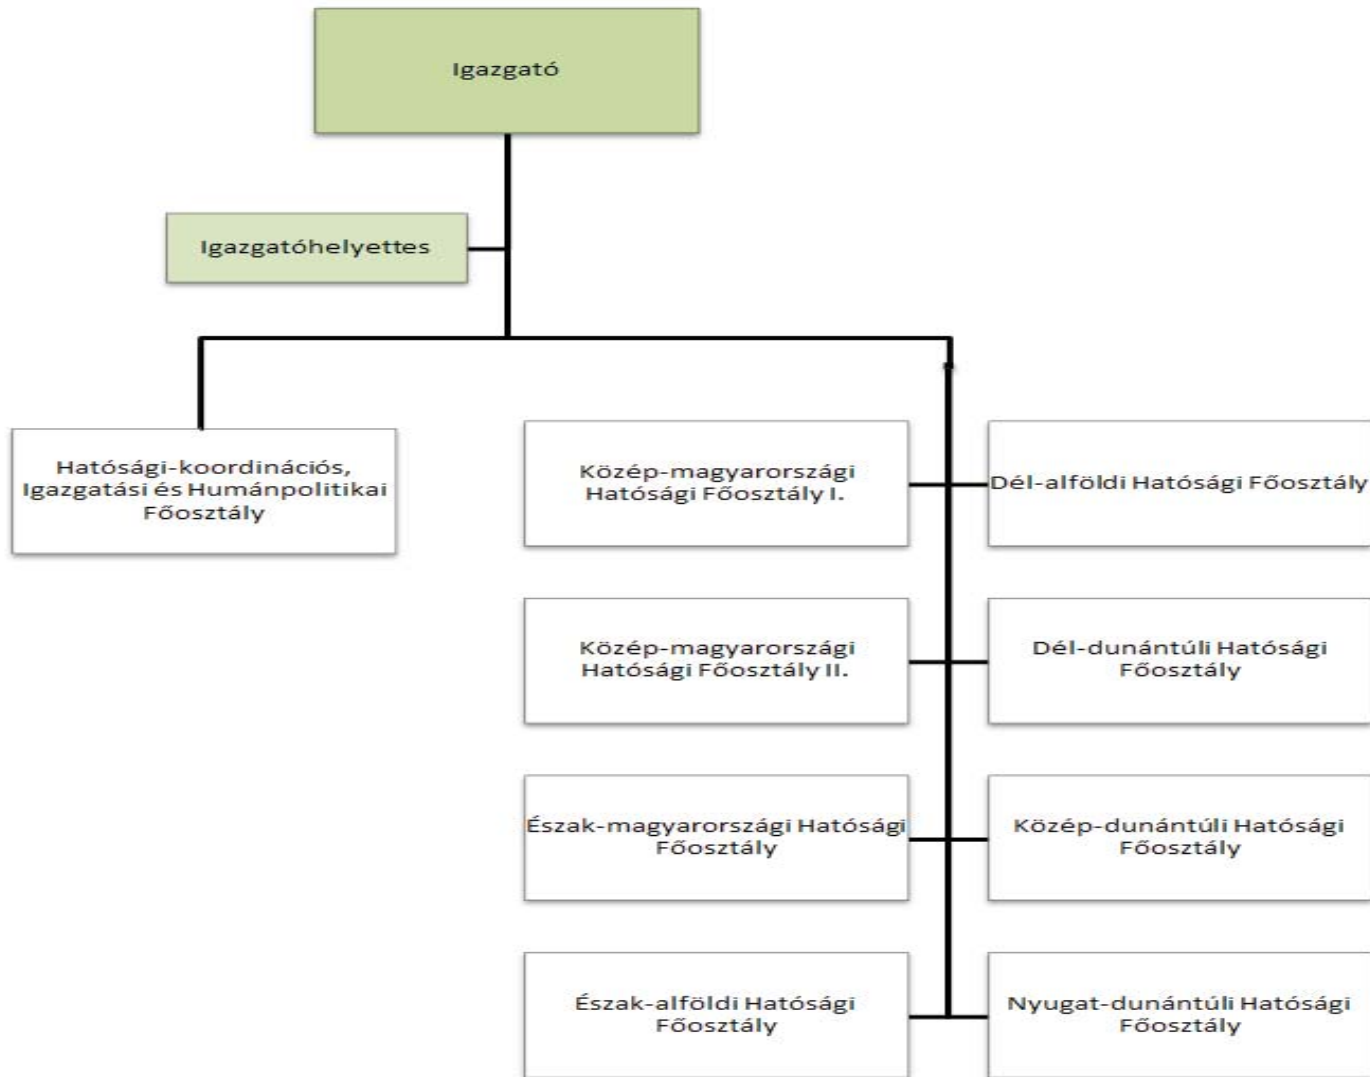 Igazgató
Igazgatóhelyettes
Hatósági-koordinációs,
Igazgatási és Humánpolitikai
Főosztály
Közép-magyarországi
Hatósági Főosztály I.
Dél-alföldi Hatósági Főosztály
Közép-magyarországi
Hatósági Főosztály II.
Dél-dunántúli Hatósági
Főosztály
Észak-magyarországi Hatósági
Főosztály
Közép-dunántúli Hatósági
Főosztály
Észak-alföldi Hatósági
Főosztály
Nyugat-dunántúli Hatósági
Főosztály